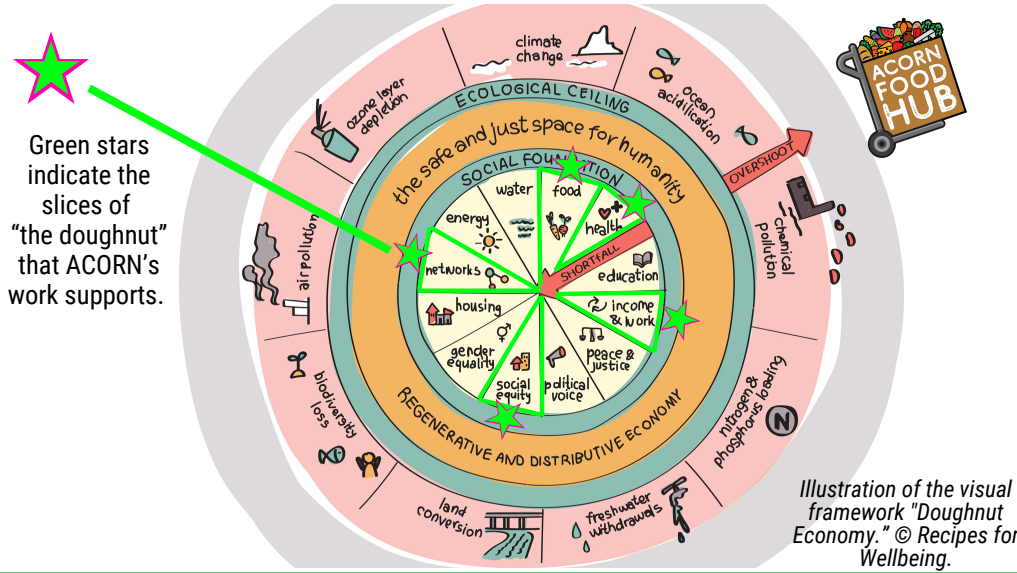 Green stars
indicate the
slices of
“the doughnut”
that ACORN’s
work supports.
ACORN
FOOD
HUB
climate
change
ocean
acidilication
OVERSHOOT
chemical
pollution
nitrogen &
phosphorus loading
N
freshwater
withdrawals
land
conversion
biodiversity
loss
air pollution
ozone layer
depletion
ECOLOGICAL CEILING
the safe and just space for humanity
SOCIAL FOUNDATION
water
food
health
SHORTFALL
education
income
& work
peace &
justice
political
voice
social
equity
gender
equality
housing
networks
energy
REGENERATIVE AND DISTRIBUTIVE ECONOMY
Illustration of the visual
framework "Doughnut
Economy.” © Recipes for
Wellbeing.